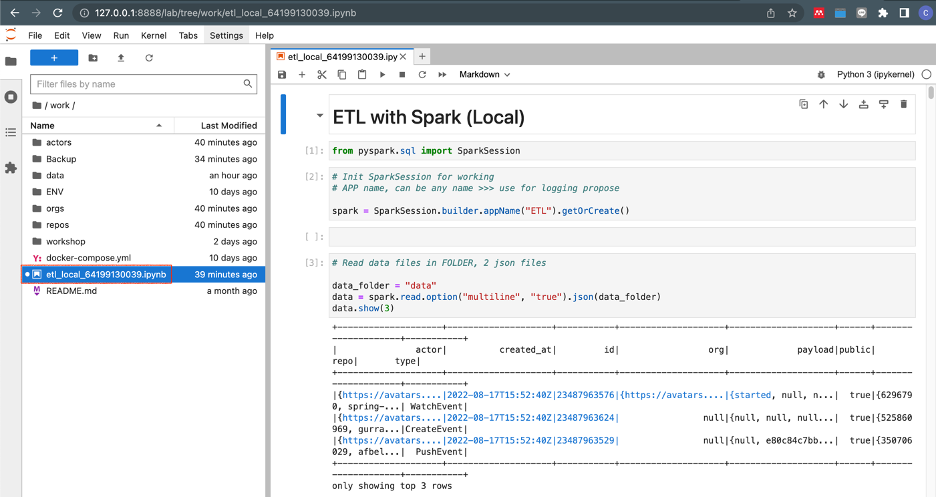 127.0.0.1:8888/lab/tree/work/etl_local_64199130039.ipynb
C
File Edit View Run Kernel Tabs Settings Help
+
Filter files by name
/ work /
Name Last Modified
actors 40 minutes ago
Backup 34 minutes ago
data an hour ago
ENV 10 days ago
orgs 40 minutes ago
repos 40 minutes ago
workshop 2 days ago
Y: docker-compose.yml 10 days ago
etl_local_64199130039.ipynb 39 minutes ago
M README.md a month ago
etl_local_64199130039.ipy × +
Markdown Python 3 (ipykernel)
ETL with Spark (Local)
[1]: from pyspark.sql import SparkSession
[2]: # Init SparkSession for working
# APP name, can be any name >>> use for logging propose
spark = SparkSession.builder.appName("ETL").getOrCreate()
[ ]:
[3]: # Read data files in FOLDER, 2 json files
data_folder = "data"
data = spark.read.option("multiline", "true").json(data_folder)
data.show(3)
+--------------------+--------------------+-----------+--------------------+--------------------+------+-------
-------------+-----------+
| actor| created_at| id| org| payload|public|
repo| type|
+--------------------+--------------------+-----------+--------------------+--------------------+------+-------
-------------+-----------+
|{https://avatars....|2022-08-17T15:52:40Z|23487963576|{https://avatars....|{started, null, n...| true|{629679
0, spring-...| WatchEvent|
|{https://avatars....|2022-08-17T15:52:40Z|23487963624| null|{null, null, null...| true|{525860
969, gurra...|CreateEvent|
|{https://avatars....|2022-08-17T15:52:40Z|23487963529| null|{null, e80c84c7bb...| true|{350706
029, afbel...| PushEvent|
+--------------------+--------------------+-----------+--------------------+--------------------+------+-------
-------------+-----------+
only showing top 3 rows